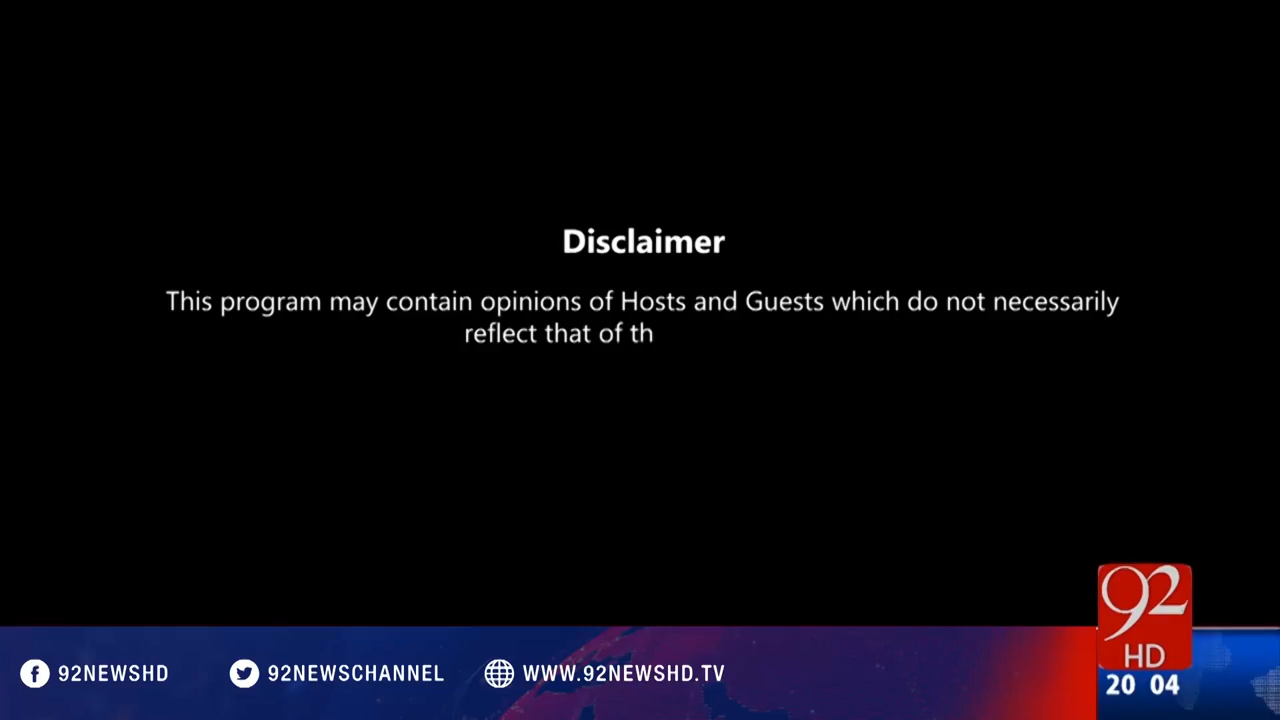 Disclaimer
This program may contain opinions of Hosts and Guests which do not necessarily
reflect that of th
92
HD
92NEWSHD
92NEWSCHANNEL
WWW.92NEWSHD.TV
20 04